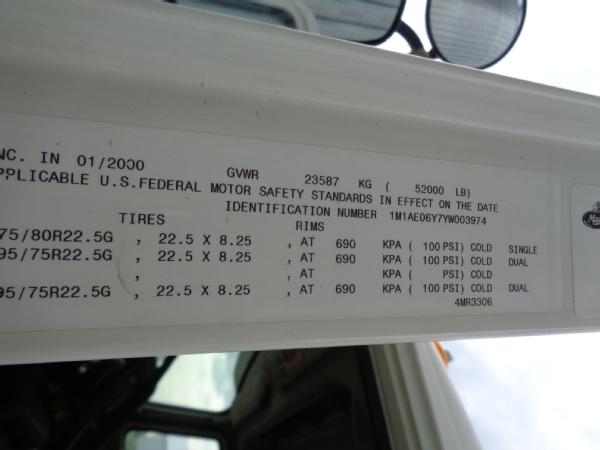 NC. IN 01/2000 GVWR 23587 KG ( 52000 LB)
PPLICABLE U.S.FEDERAL MOTOR SAFETY STANDARDS IN EFFECT ON THE DATE
IDENTIFICATION NUMBER 1M1AE06Y7YW003974
TIRES RIMS
75/80R22.5G , 22.5 X 8.25 , AT 690 KPA ( 100 PSI) COLD SINGLE
95/75R22.5G , 22.5 X 8.25 , AT 690 KPA ( 100 PSI) COLD DUAL
, , AT KPA ( PSI) COLD
95/75R22.5G , 22.5 X 8.25 , AT 690 KPA ( 100 PSI) COLD DUAL
4MR3306